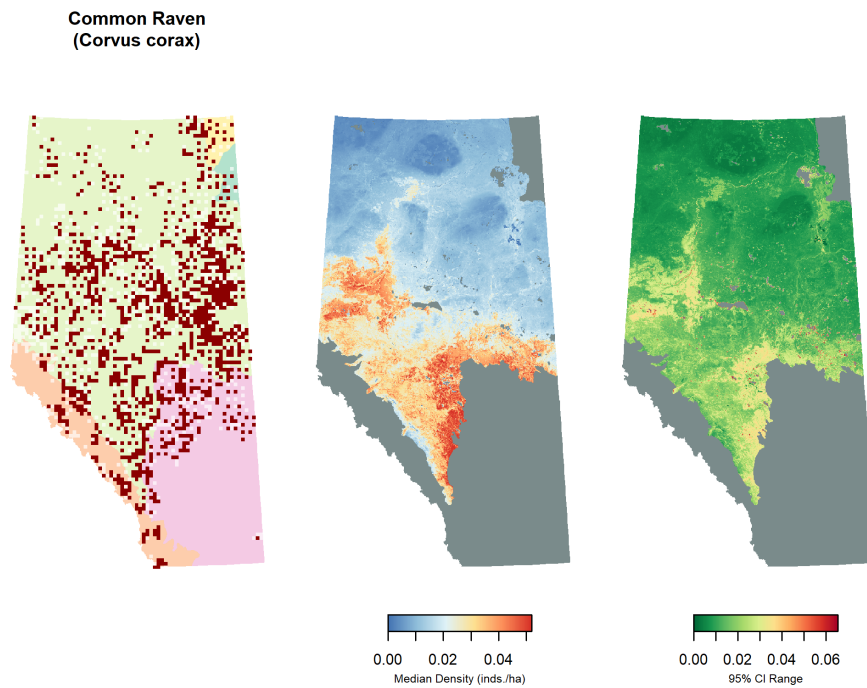 Common Raven
(Corvus corax)
0.00 0.02 0.04
Median Density (inds./ha)
0.00 0.02 0.04 0.06
95% CI Range